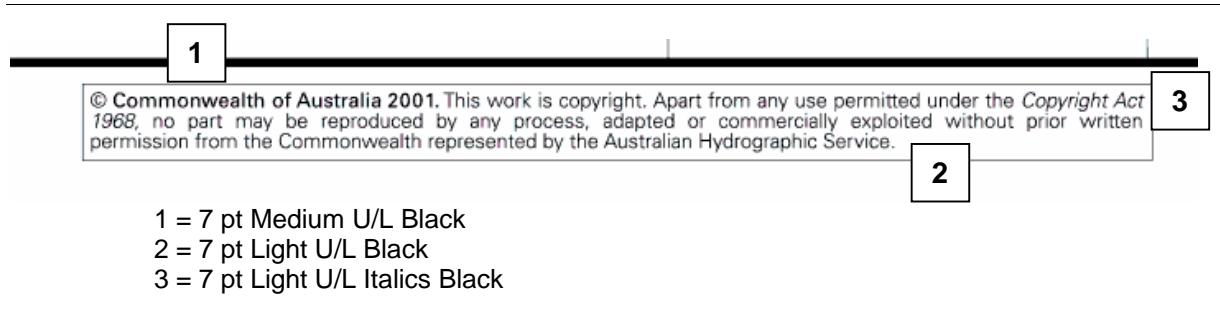 1
© Commonwealth of Australia 2001. This work is copyright. Apart from any use permitted under the Copyright Act
3
1968, no part may be reproduced by any process, adapted or commercially exploited without prior written
permission from the Commonwealth represented by the Australian Hydrographic Service.
2
1 = 7 pt Medium U/L Black
2 = 7 pt Light U/L Black
3 = 7 pt Light U/L Italics Black